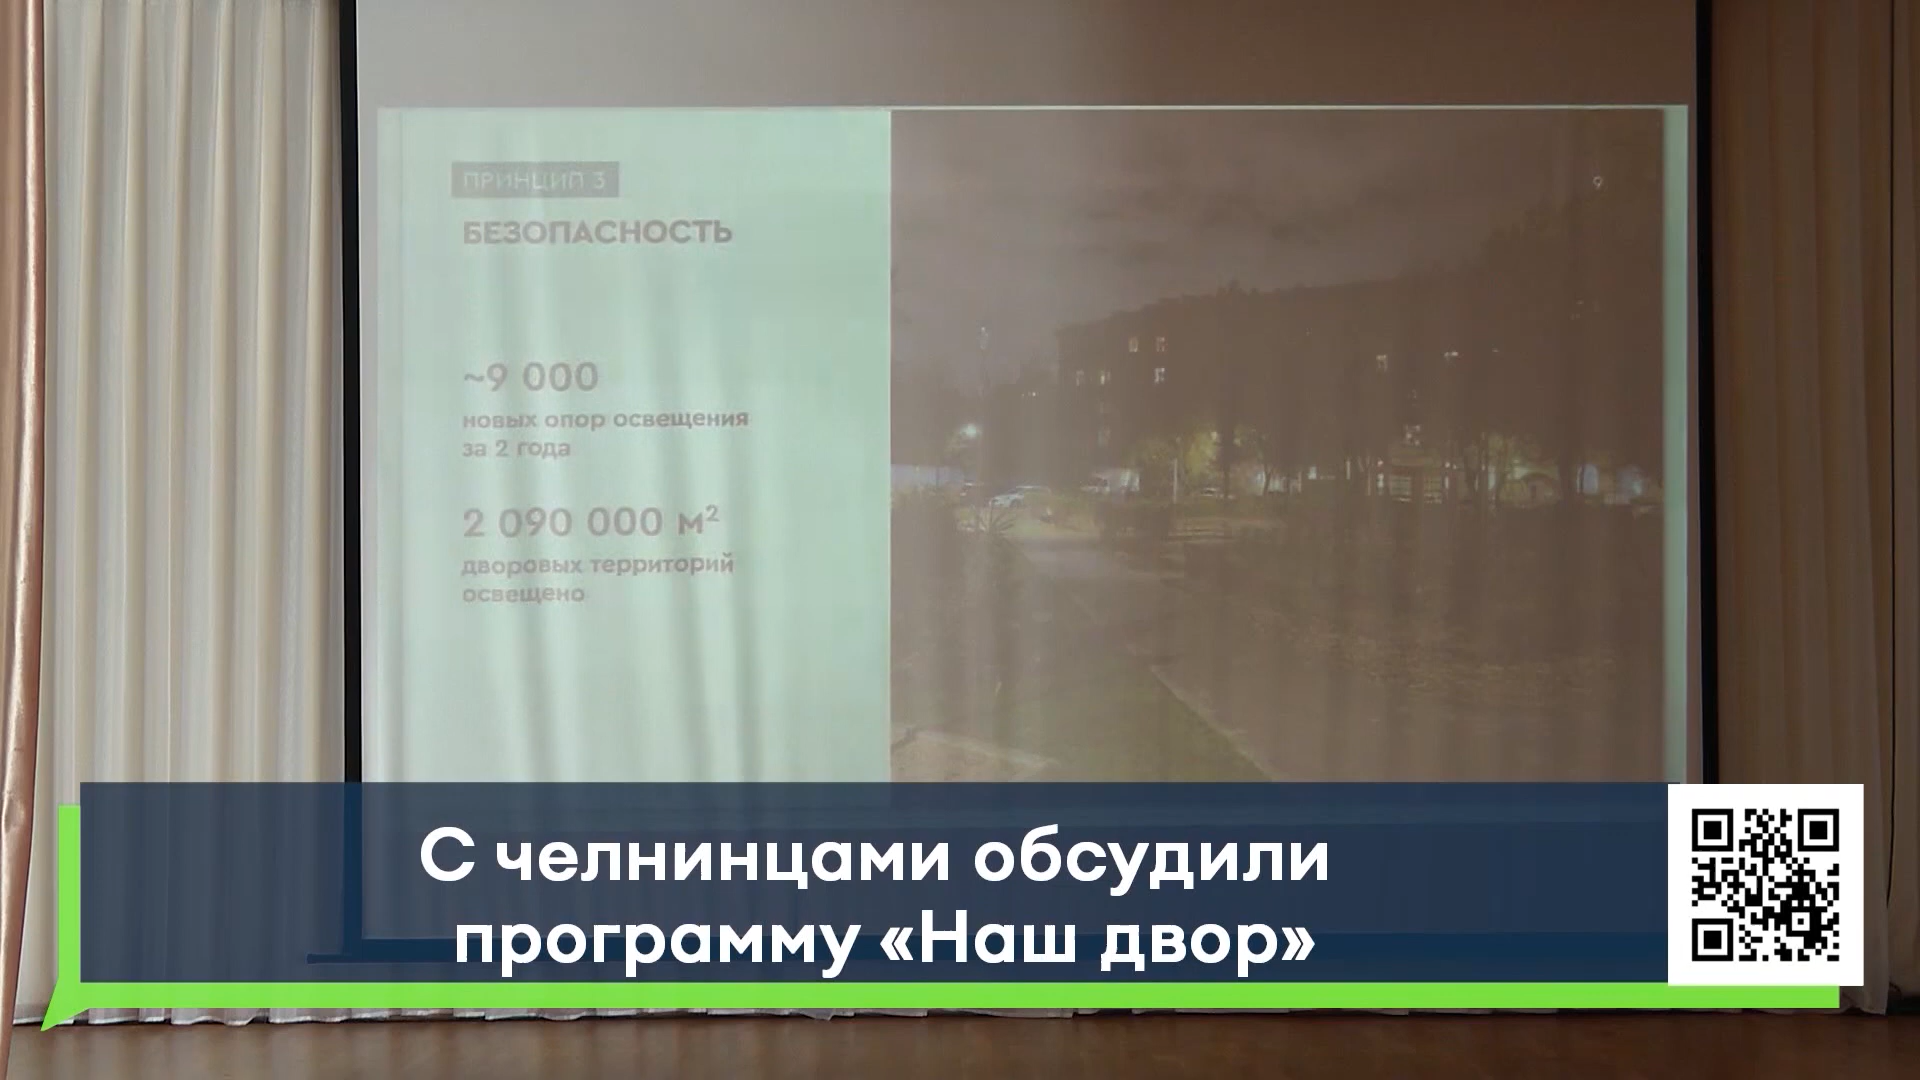 ПРИНЦИП 3
БЕЗОПАСНОСТЬ
~9 000
новых опор освещения
за 2 года
2 090 000 м²
дворовых территорий
освещено
С челнинцами обсудили
программу «Наш двор»